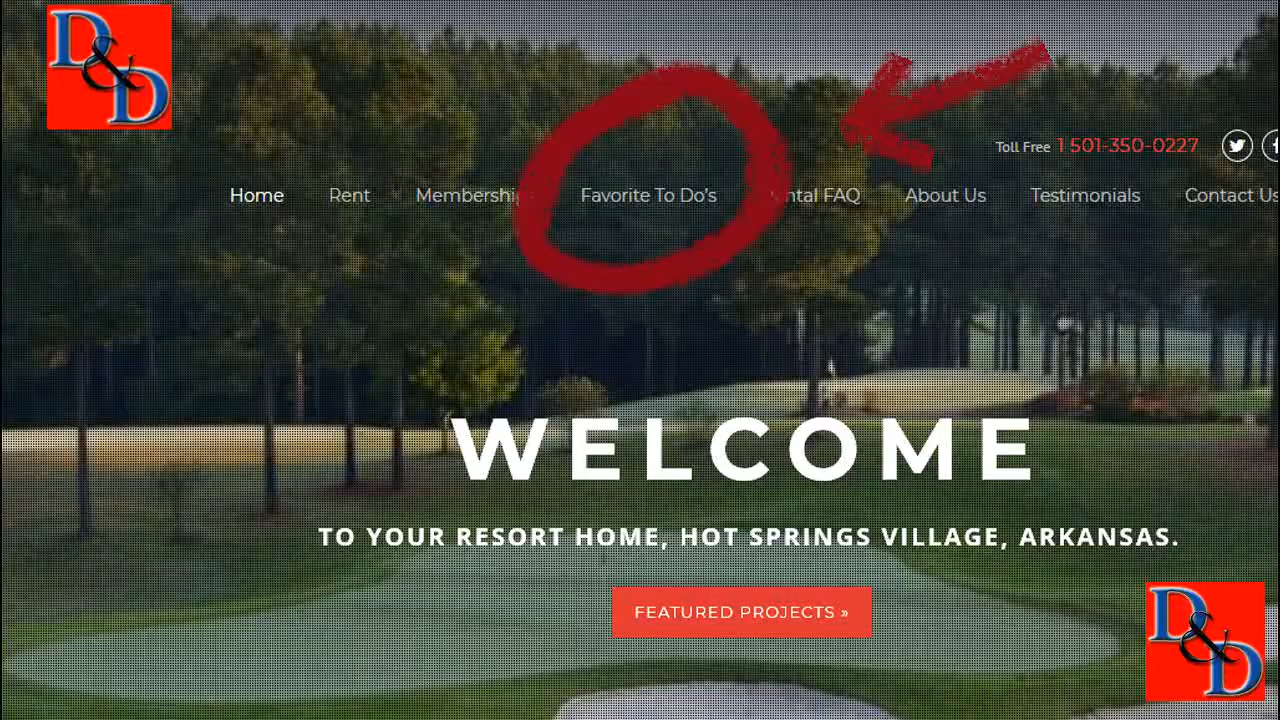 D&D
Toll Free 1 501-350-0227
Home Rent Favorite To Do's FAQ About Us Testimonials Contact Us
WELCOME
TO YOUR RESORT HOME, HOT SPRINGS VILLAGE, ARKANSAS.
FEATURED PROJECTS »
D&D